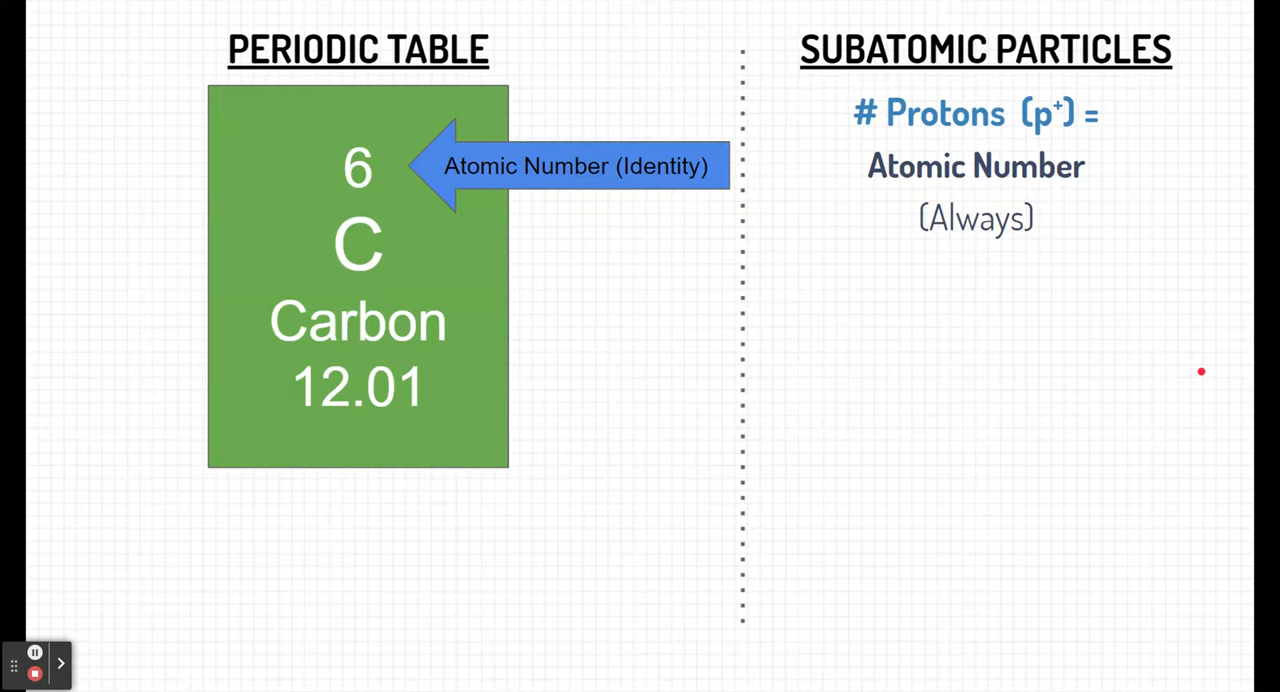 PERIODIC TABLE
6
Atomic Number (Identity)
C
Carbon
12.01
SUBATOMIC PARTICLES
# Protons (p⁺) =
Atomic Number
(Always)